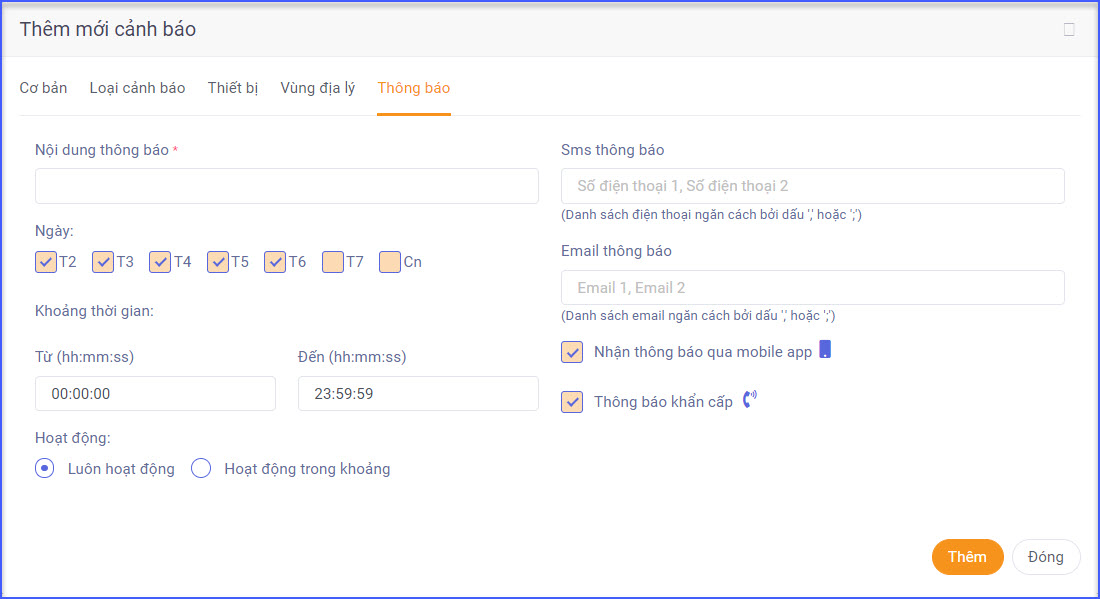 Thêm mới cảnh báo
Cơ bản Loại cảnh báo Thiết bị Vùng địa lý Thông báo
Nội dung thông báo *
Ngày:
T2 T3 T4 T5 T6 T7 Cn
Khoảng thời gian:
Từ (hh:mm:ss) Đến (hh:mm:ss)
00:00:00 23:59:59
Hoạt động:
Luôn hoạt động Hoạt động trong khoảng
Sms thông báo
Số điện thoại 1, Số điện thoại 2
(Danh sách điện thoại ngăn cách bởi dấu ',' hoặc ';')
Email thông báo
Email 1, Email 2
(Danh sách email ngăn cách bởi dấu ',' hoặc ';')
Nhận thông báo qua mobile app
Thông báo khẩn cấp
Thêm Đóng